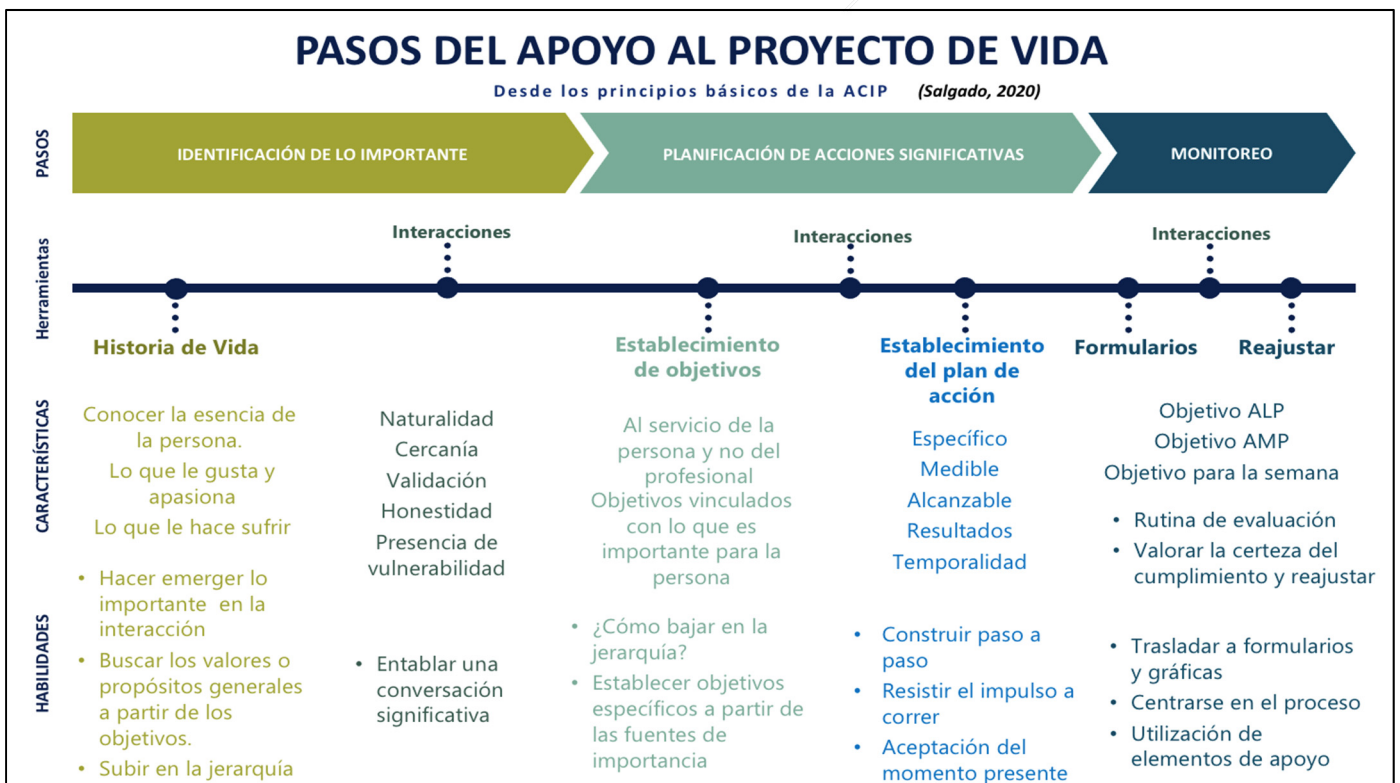 PASOS DEL APOYO AL PROYECTO DE VIDA
Desde los principios básicos de la ACIP (Salgado, 2020)
PASOS
IDENTIFICACIÓN DE LO IMPORTANTE
PLANIFICACIÓN DE ACCIONES SIGNIFICATIVAS
MONITOREO
Herramientas
Interacciones
Interacciones
Interacciones
Historia de Vida
Establecimiento
de objetivos
Establecimiento
del plan de
acción
Formularios
Reajustar
CARACTERÍSTICAS
Conocer la esencia de
la persona.
Lo que le gusta y
apasiona
Lo que le hace sufrir
Naturalidad
Cercanía
Validación
Honestidad
Presencia de
vulnerabilidad
Al servicio de la
persona y no del
profesional
Objetivos vinculados
con lo que es
importante para la
persona
Específico
Medible
Alcanzable
Resultados
Temporalidad
Objetivo ALP
Objetivo AMP
Objetivo para la semana
• Rutina de evaluación
• Valorar la certeza del
cumplimiento y reajustar
HABILIDADES
• Hacer emerger lo
importante en la
interacción
• Buscar los valores o
propósitos generales
a partir de los
objetivos.
• Subir en la jerarquía
• Entablar una
conversación
significativa
• ¿Cómo bajar en la
jerarquía?
• Establecer objetivos
específicos a partir de
las fuentes de
importancia
• Construir paso a
paso
• Resistir el impulso a
correr
• Aceptación del
momento presente
• Trasladar a formularios
y gráficas
• Centrarse en el proceso
• Utilización de
elementos de apoyo